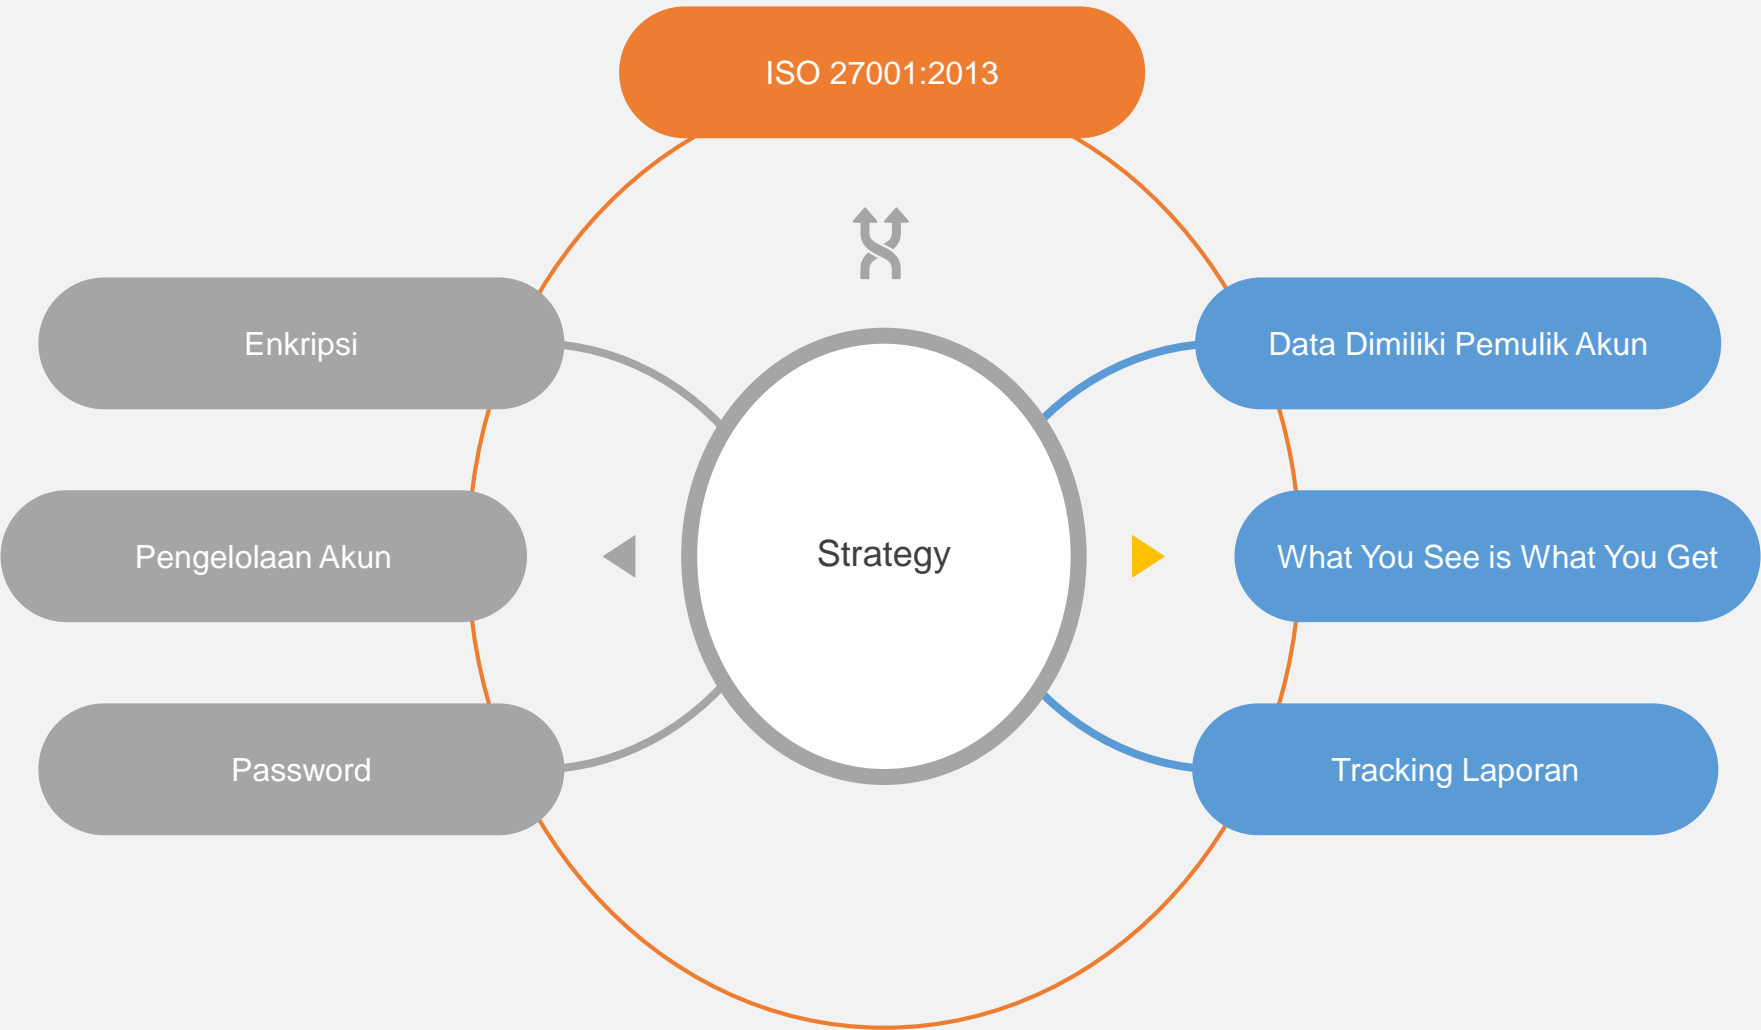 ISO 27001:2013
Enkripsi
Data Dimiliki Pemulik Akun
Pengelolaan Akun
Strategy
What You See is What You Get
Password
Tracking Laporan